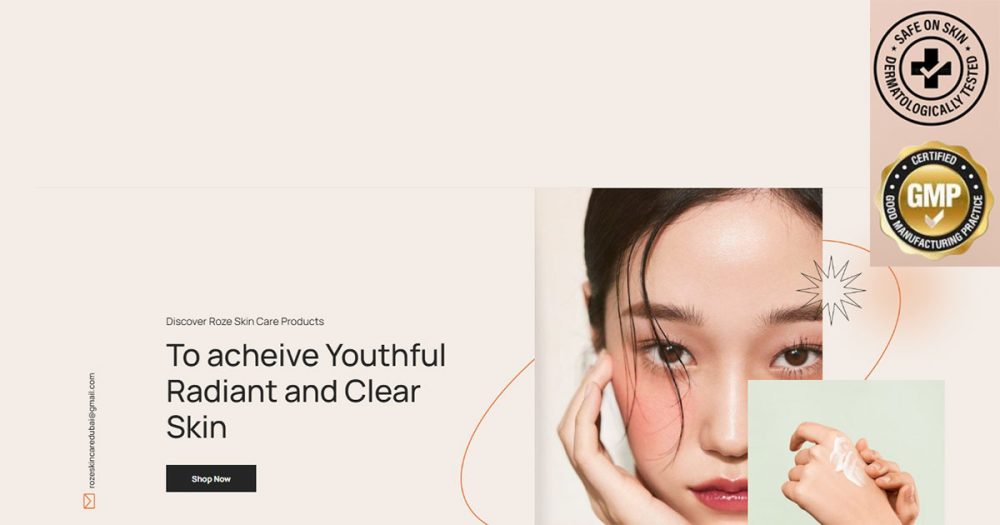 SAFE ON SKIN
DERMATOLOGICALLY TESTED
CERTIFIED
GMP
GOOD MANUFACTURING PRACTICE
Discover Roze Skin Care Products
To acheive Youthful
Radiant and Clear
Skin
Shop Now
rozeskincaredubai@gmail.com